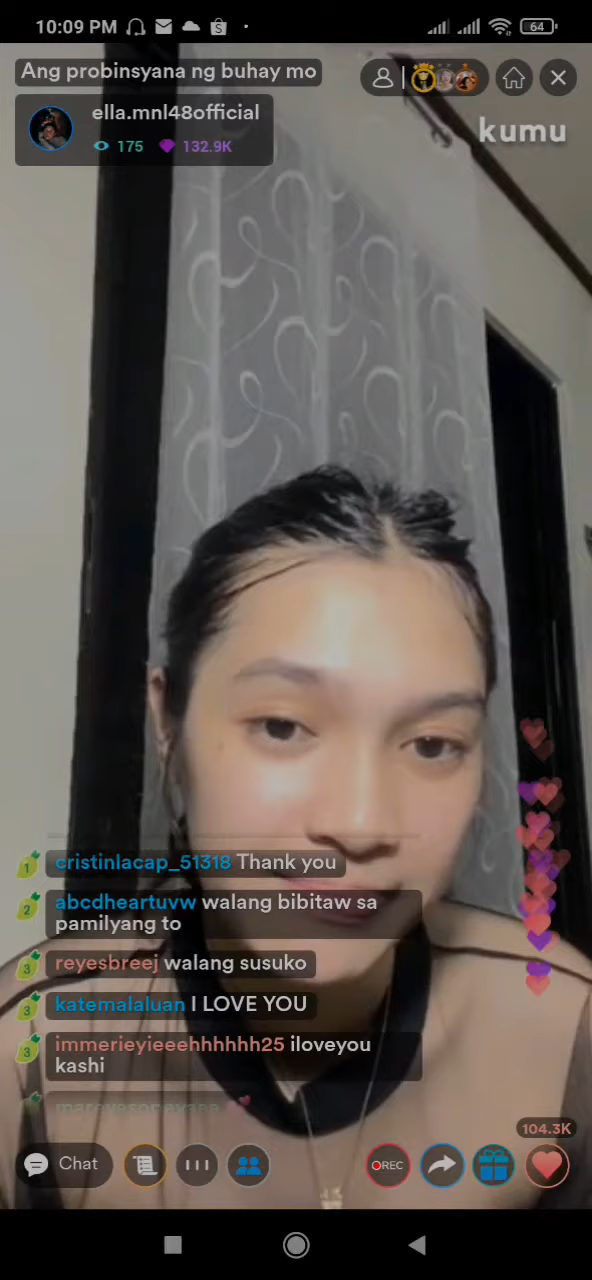 10:09 PM
64
Ang probinsyana ng buhay mo
ella.mnl48official
175 132.9K
kumu
cristinlacap_51318 Thank you
abcdheartuvw walang bibitaw sa
pamilyang to
reyesbreej walang susuko
katemalaluan I LOVE YOU
immerieyieeehhhhhh25 iloveyou
kashi
104.3K
Chat
REC